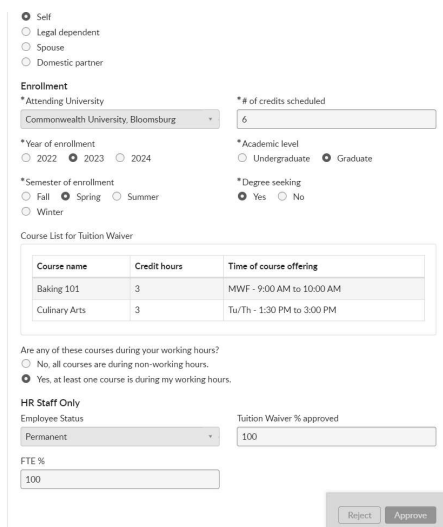 Self
Legal dependent
Spouse
Domestic partner
Enrollment
*Attending University
Commonwealth University, Bloomsburg
*# of credits scheduled
6
*Year of enrollment
2022 2023 2024
*Academic level
Undergraduate Graduate
*Semester of enrollment
Fall Spring Summer
Winter
*Degree seeking
Yes No
Course List for Tuition Waiver
Course name Credit hours Time of course offering
Baking 101 3 MWF - 9:00 AM to 10:00 AM
Culinary Arts 3 Tu/Th - 1:30 PM to 3:00 PM
Are any of these courses during your working hours?
No, all courses are during non-working hours.
Yes, at least one course is during my working hours.
HR Staff Only
Employee Status
Permanent
Tuition Waiver % approved
100
FTE %
100
Reject Approve